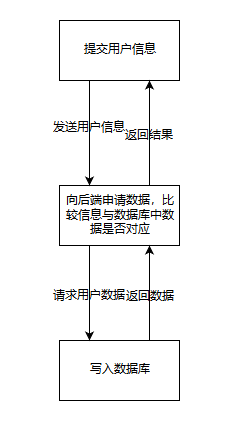 提交用户信息
发送用户信息
返回结果
向后端申请数据，比
较信息与数据库中数
据是否对应
请求用户数据
返回数据
写入数据库